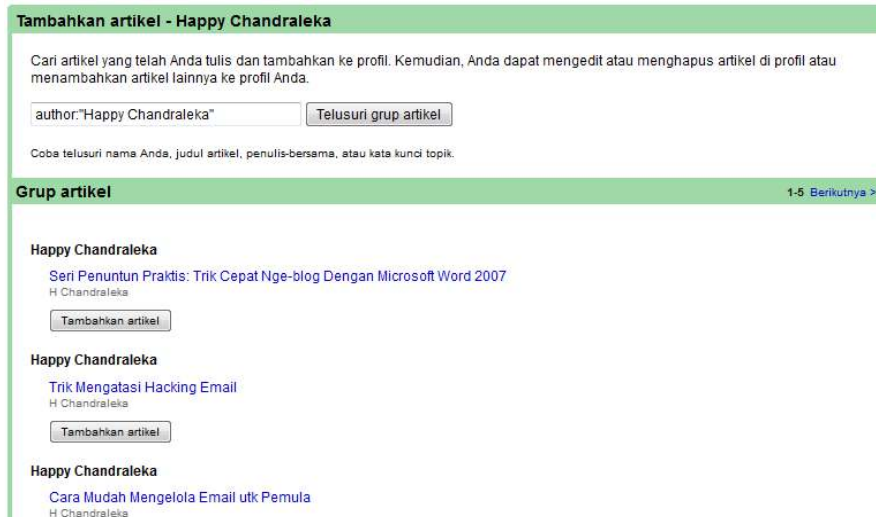 Tambahkan artikel - Happy Chandraleka
Cari artikel yang telah Anda tulis dan tambahkan ke profil. Kemudian, Anda dapat mengedit atau menghapus artikel di profil atau
menambahkan artikel lainnya ke profil Anda.
author:"Happy Chandraleka" Telusuri grup artikel
Coba telusuri nama Anda, judul artikel, penulis-bersama, atau kata kunci topik.
Grup artikel 1-5 Berikutnya >
Happy Chandraleka
Seri Penuntun Praktis: Trik Cepat Nge-blog Dengan Microsoft Word 2007
H Chandraleka
Tambahkan artikel
Happy Chandraleka
Trik Mengatasi Hacking Email
H Chandraleka
Tambahkan artikel
Happy Chandraleka
Cara Mudah Mengelola Email utk Pemula
H Chandraleka